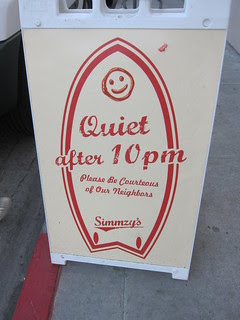 Quiet
after 10pm
Please Be Courteous
of Our Neighbors
Simmzy's